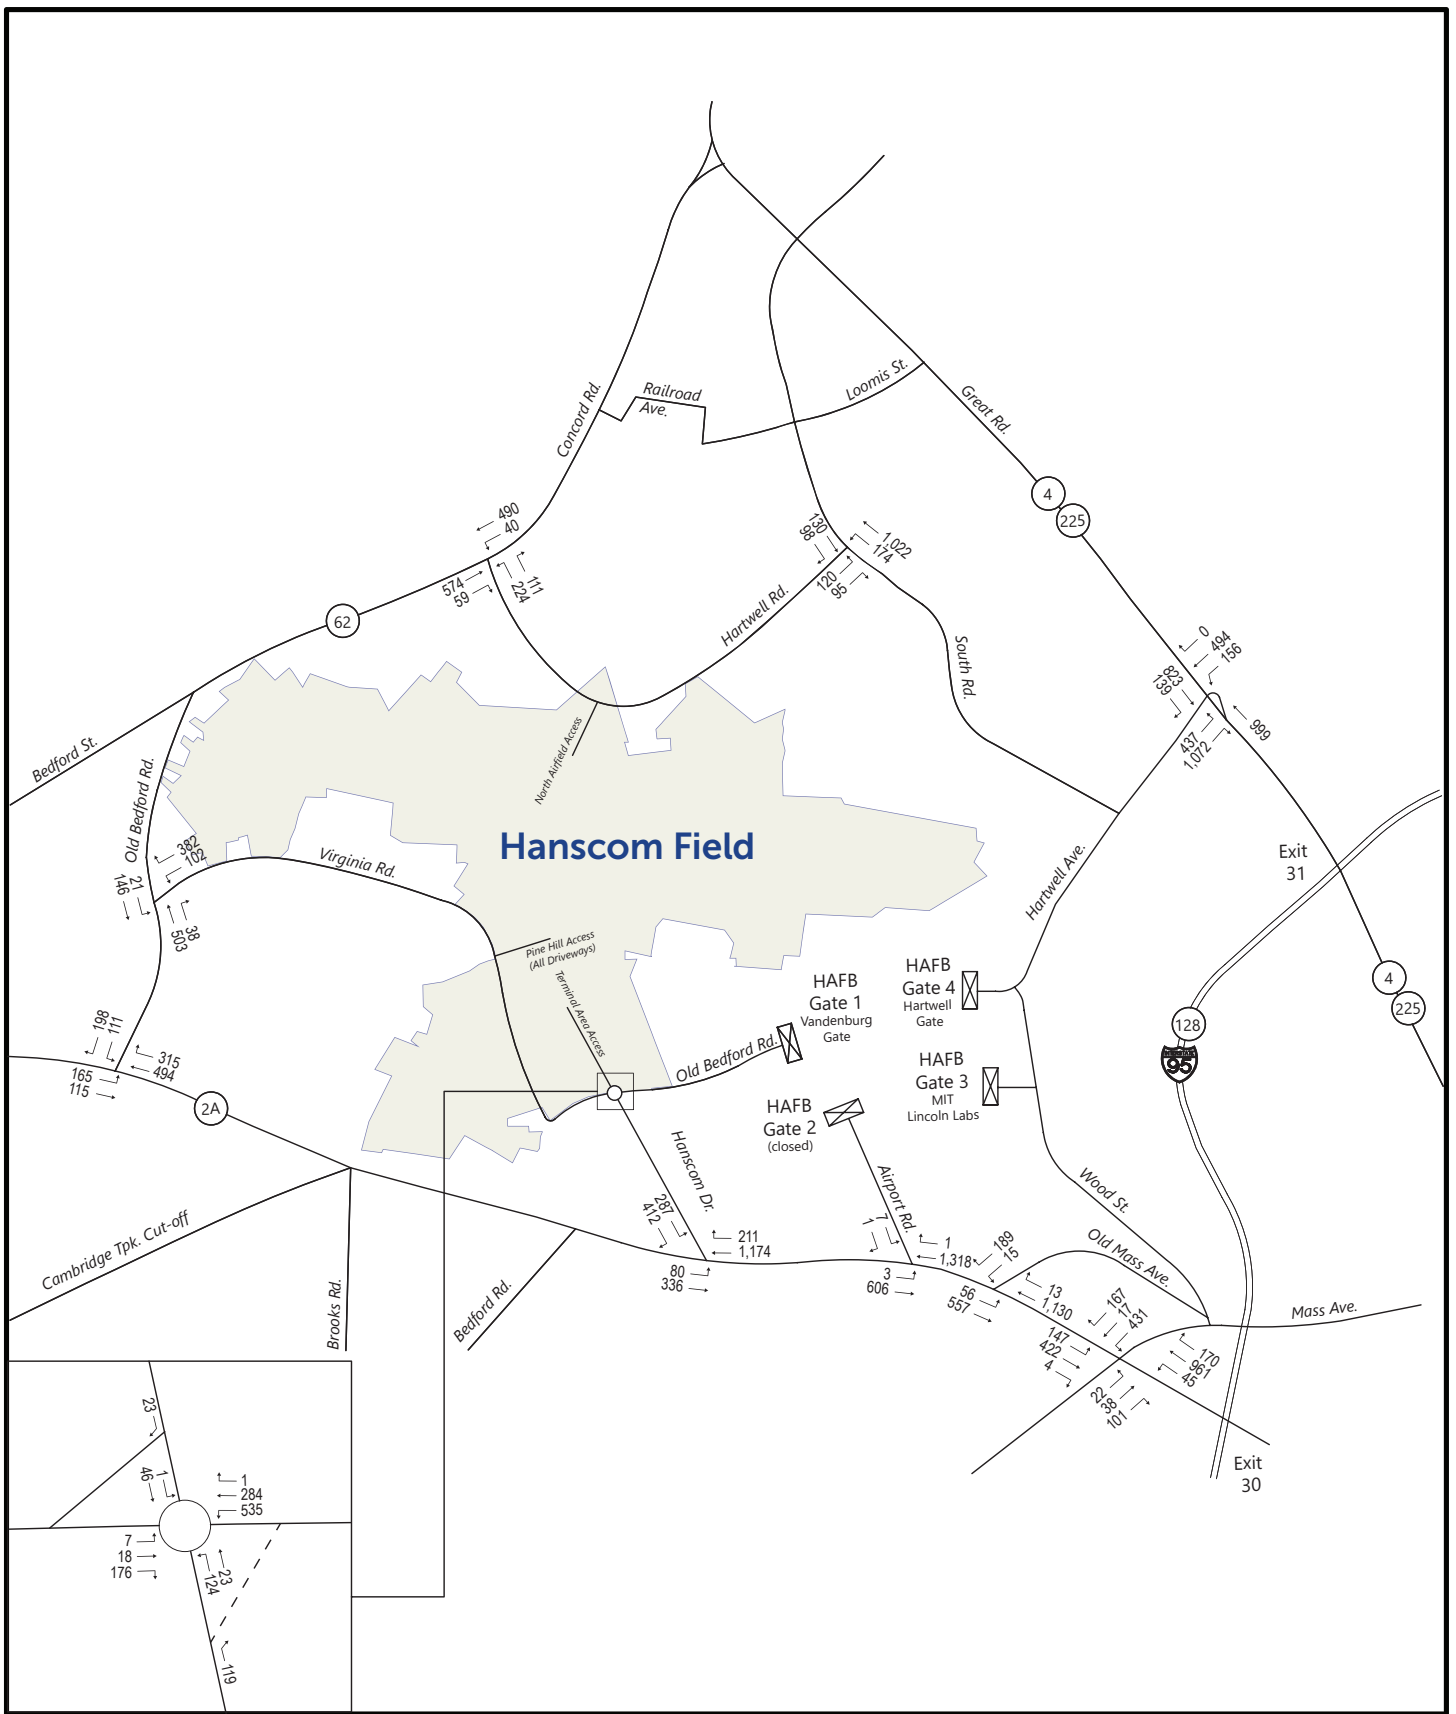 Railroad
Ave.
Loomis St.
Concord Rd.
Great Rd.
4
225
490
40
574
59
111
224
62
130
98
1,022
174
120
95
Hartwell Rd.
South Rd.
0
494
156
823
139
999
437
1,072
Bedford St.
Old Bedford Rd.
North Airfield Access
Hanscom Field
382
102
21
146
38
503
Virginia Rd.
Exit
31
Hartwell Ave.
Pine Hill Access
(All Driveways)
Terminal Area Access
HAFB
Gate 1
Vandenburg
Gate
HAFB
Gate 4
Hartwell
Gate
4
225
128
INTERSTATE
95
198
111
315
494
165
115
2A
Old Bedford Rd.
HAFB
Gate 3
MIT
Lincoln Labs
HAFB
Gate 2
(closed)
Hanscom Dr.
Airport Rd.
Wood St.
Old Mass Ave.
Mass Ave.
Cambridge Tpk. Cut-off
Brooks Rd.
Bedford Rd.
287
412
211
1,174
80
336
7
1
1
1,318
3
606
189
15
56
557
13
1,130
167
17
431
147
422
4
170
961
45
22
38
101
Exit
30
23
1
46
1
284
535
7
18
176
23
124
119